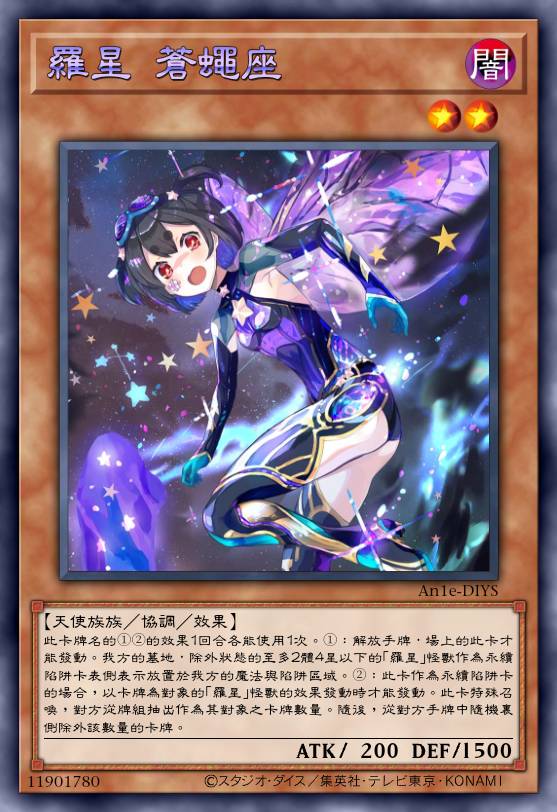 羅星 蒼蠅座
闇
An1e-DIYS
【天使族族／協調／效果】
此卡牌名的①②的效果1回合各能使用1次。①：解放手牌，場上的此卡才
能發動。我方的墓地，除外狀態的至多2體4星以下的「羅星」怪獸作為永續
陷阱卡表側表示放置於我方的魔法與陷阱區域。②：此卡作為永續陷阱卡
的場合，以卡牌為對象的「羅星」怪獸的效果發動時才能發動。此卡特殊召
喚，對方從牌組抽出作為其對象之卡牌數量。隨後，從對方手牌中隨機裏
側除外該數量的卡牌。
ATK/ 200 DEF/1500
11901780 ©スタジオ・ダイス／集英社・テレビ東京・KONAMI